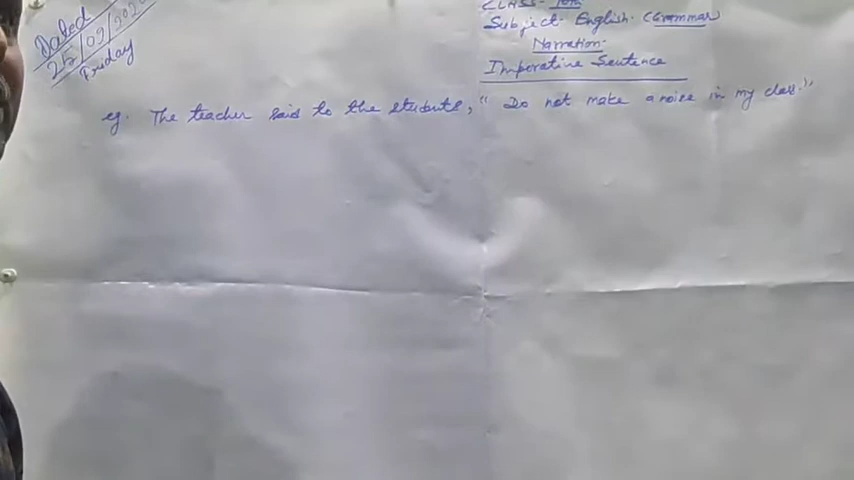 Dated
25/09/2020
Friday
CLASS- 10th
Subject- English. (Grammar)
Narration-
Imperative Sentence
eg. The teacher said to the students, "Do not make a noise in my class."